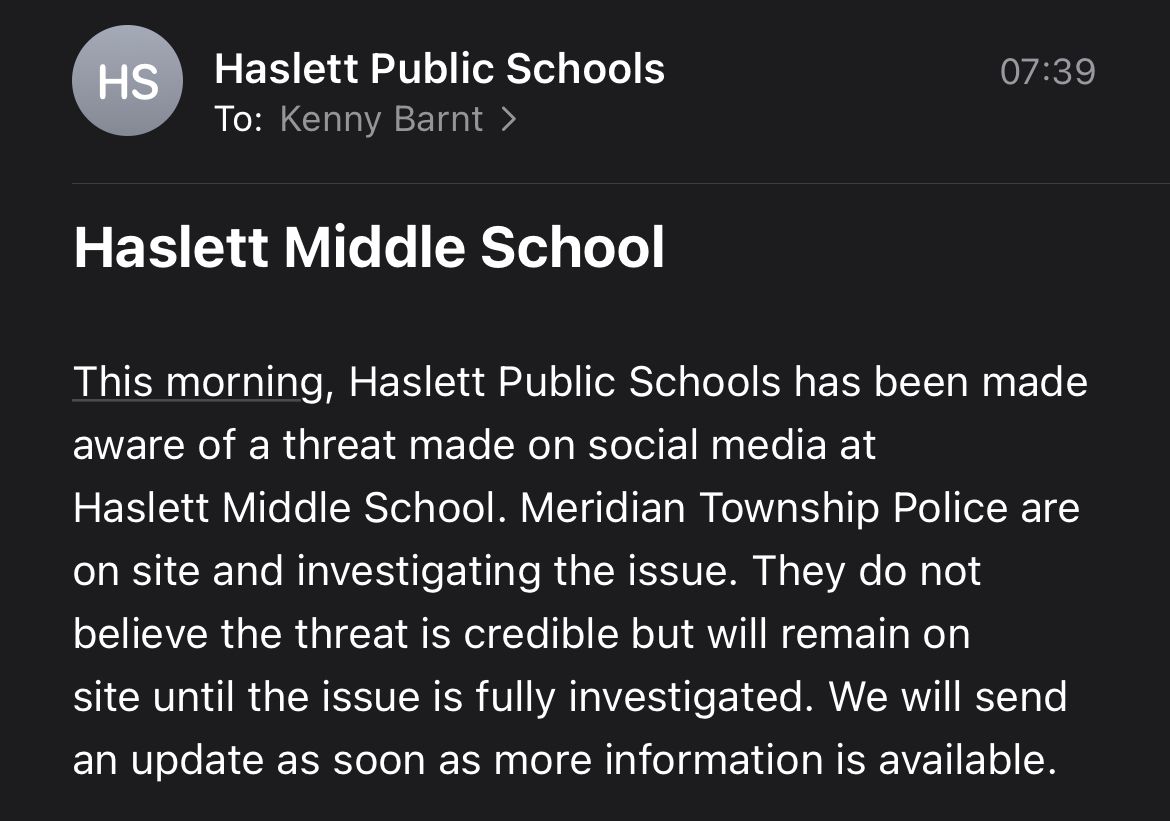 HS
Haslett Public Schools
07:39
To: Kenny Barnt >
Haslett Middle School
This morning, Haslett Public Schools has been made
aware of a threat made on social media at
Haslett Middle School. Meridian Township Police are
on site and investigating the issue. They do not
believe the threat is credible but will remain on
site until the issue is fully investigated. We will send
an update as soon as more information is available.